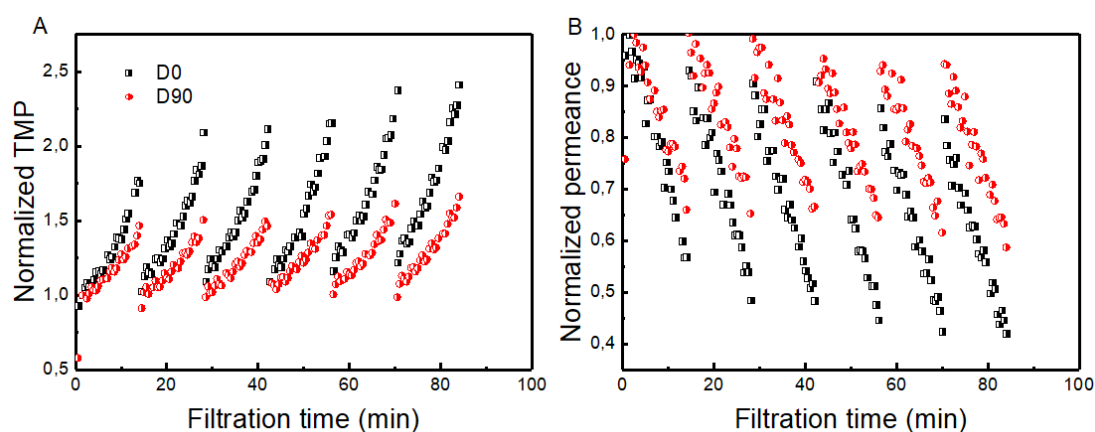 A
Normalized TMP
2,5
2,0
1,5
1,0
0,5
D0
D90
0 20 40 60 80 100
Filtration time (min)
B
Normalized permeance
1,0
0,9
0,8
0,7
0,6
0,5
0,4
0 20 40 60 80 100
Filtration time (min)